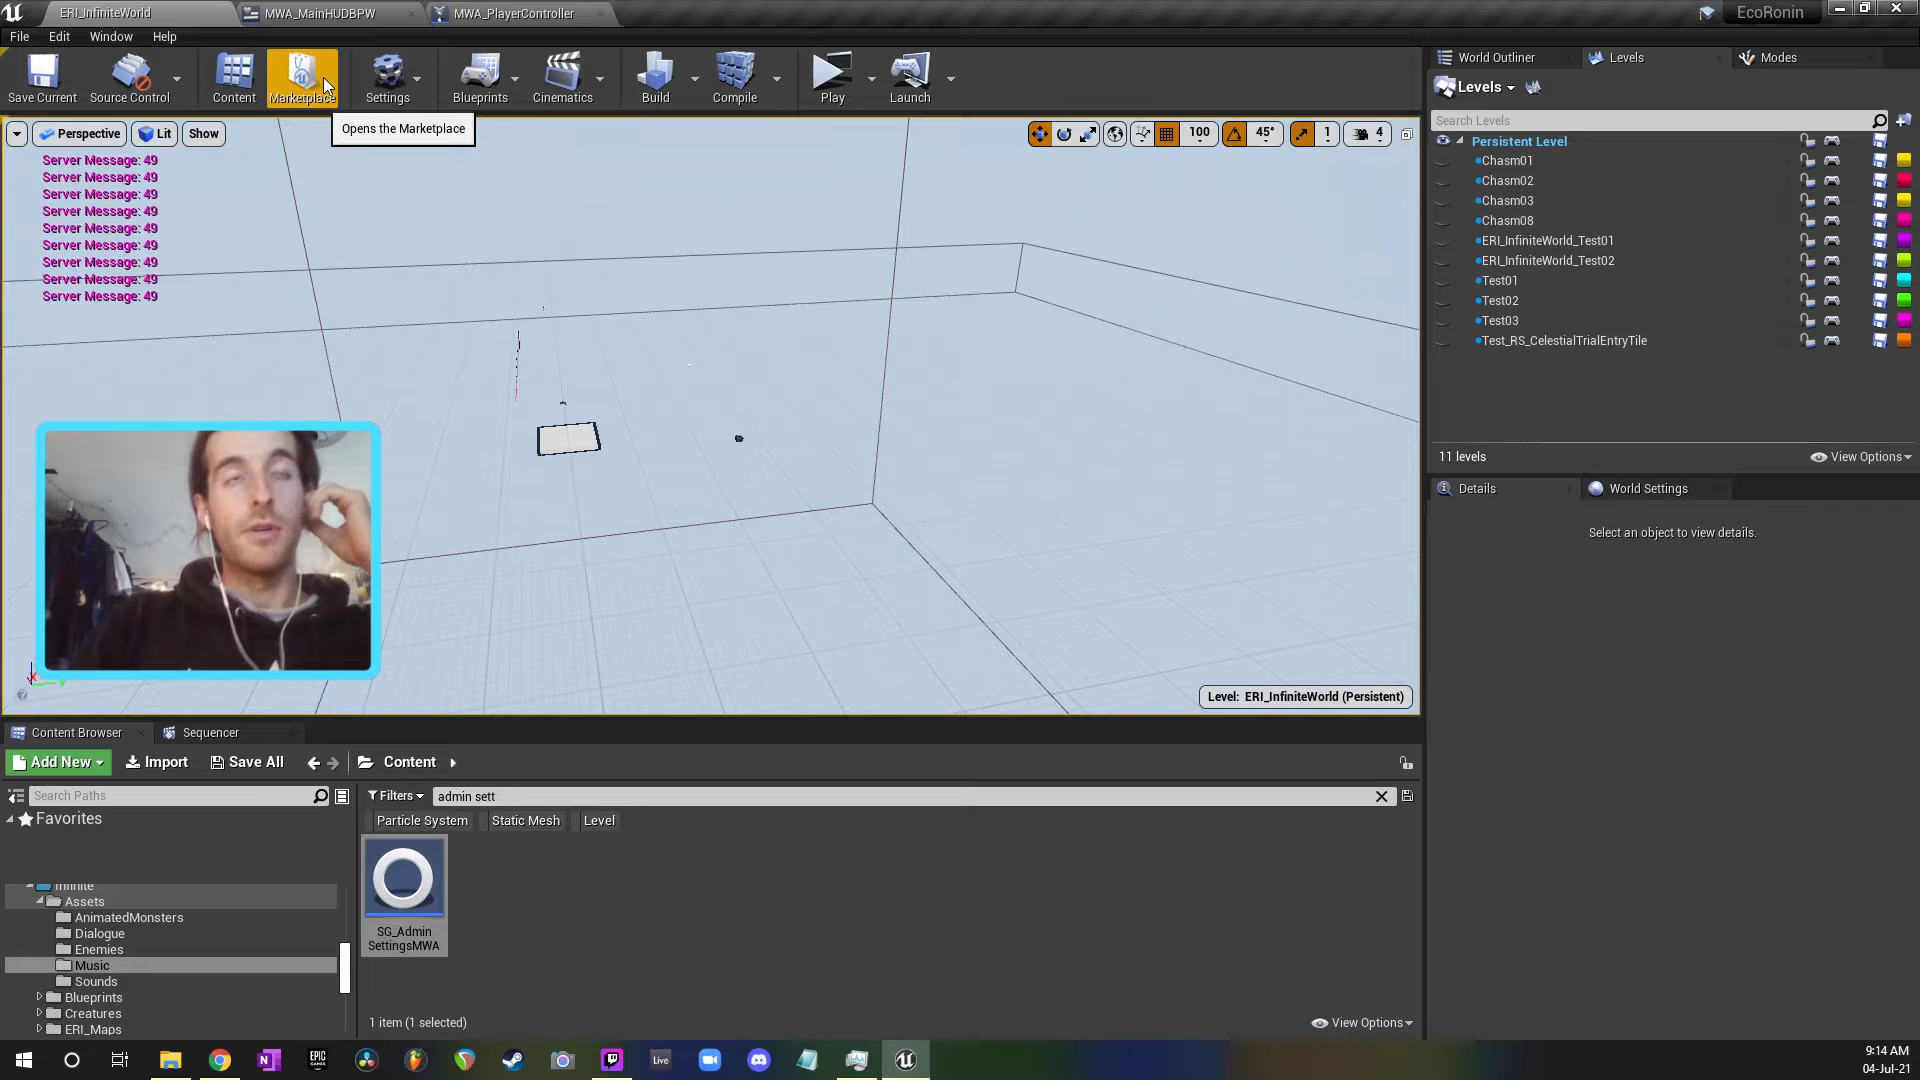 ERI_InfiniteWorld
MWA_MainHUDBPW
MWA_PlayerController
EcoRonin
File
Edit
Window
Help
Save Current
Source Control
Content
Marketplace
Settings
Blueprints
Cinematics
Build
Compile
Play
Launch
Opens the Marketplace
Perspective
Lit
Show
100
45°
1
4
Server Message: 49
Server Message: 49
Server Message: 49
Server Message: 49
Server Message: 49
Server Message: 49
Server Message: 49
Server Message: 49
Server Message: 49
X
Y
Level: ERI_InfiniteWorld (Persistent)
World Outliner
Levels
Modes
Levels
Search Levels
Persistent Level
Chasm01
Chasm02
Chasm03
Chasm08
ERI_InfiniteWorld_Test01
ERI_InfiniteWorld_Test02
Test01
Test02
Test03
Test_RS_CelestialTrialEntryTile
11 levels
View Options
Details
World Settings
Select an object to view details.
Content Browser
Sequencer
Add New
Import
Save All
Content
Search Paths
Filters
admin sett
Favorites
Particle System
Static Mesh
Level
Infinite
Assets
AnimatedMonsters
Dialogue
Enemies
Music
Sounds
Blueprints
Creatures
ERI_Maps
SG_Admin
SettingsMWA
1 item (1 selected)
View Options
EPIC
Live
9:14 AM
04-Jul-21